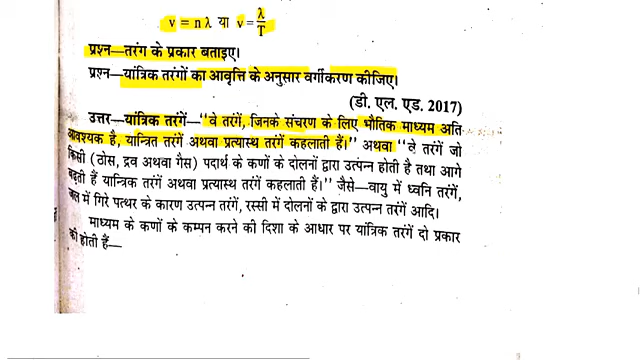 v = n λ या v = λ/T
प्रश्न—तरंग के प्रकार बताइए।
प्रश्न—यांत्रिक तरंगों का आवृत्ति के अनुसार वर्गीकरण कीजिए।
(डी. एल. एड. 2017)
उत्तर—यांत्रिक तरंगें—"वे तरंगें, जिनके संचरण के लिए भौतिक माध्यम अति
आवश्यक है, यान्त्रित तरंगें अथवा प्रत्यास्थ तरंगें कहलाती हैं।" अथवा "वे तरंगें जो
किसी (ठोस, द्रव अथवा गैस) पदार्थ के कणों के दोलनों द्वारा उत्पन्न होती है तथा आगे
बढ़ती हैं यान्त्रिक तरंगें अथवा प्रत्यास्थ तरंगें कहलाती हैं।" जैसे— वायु में ध्वनि तरंगें,
जल में गिरे पत्थर के कारण उत्पन्न तरंगें, रस्सी में दोलनों के द्वारा उत्पन्न तरंगें आदि।
माध्यम के कणों के कम्पन करने की दिशा के आधार पर यांत्रिक तरंगें दो प्रकार
की होती हैं—
9